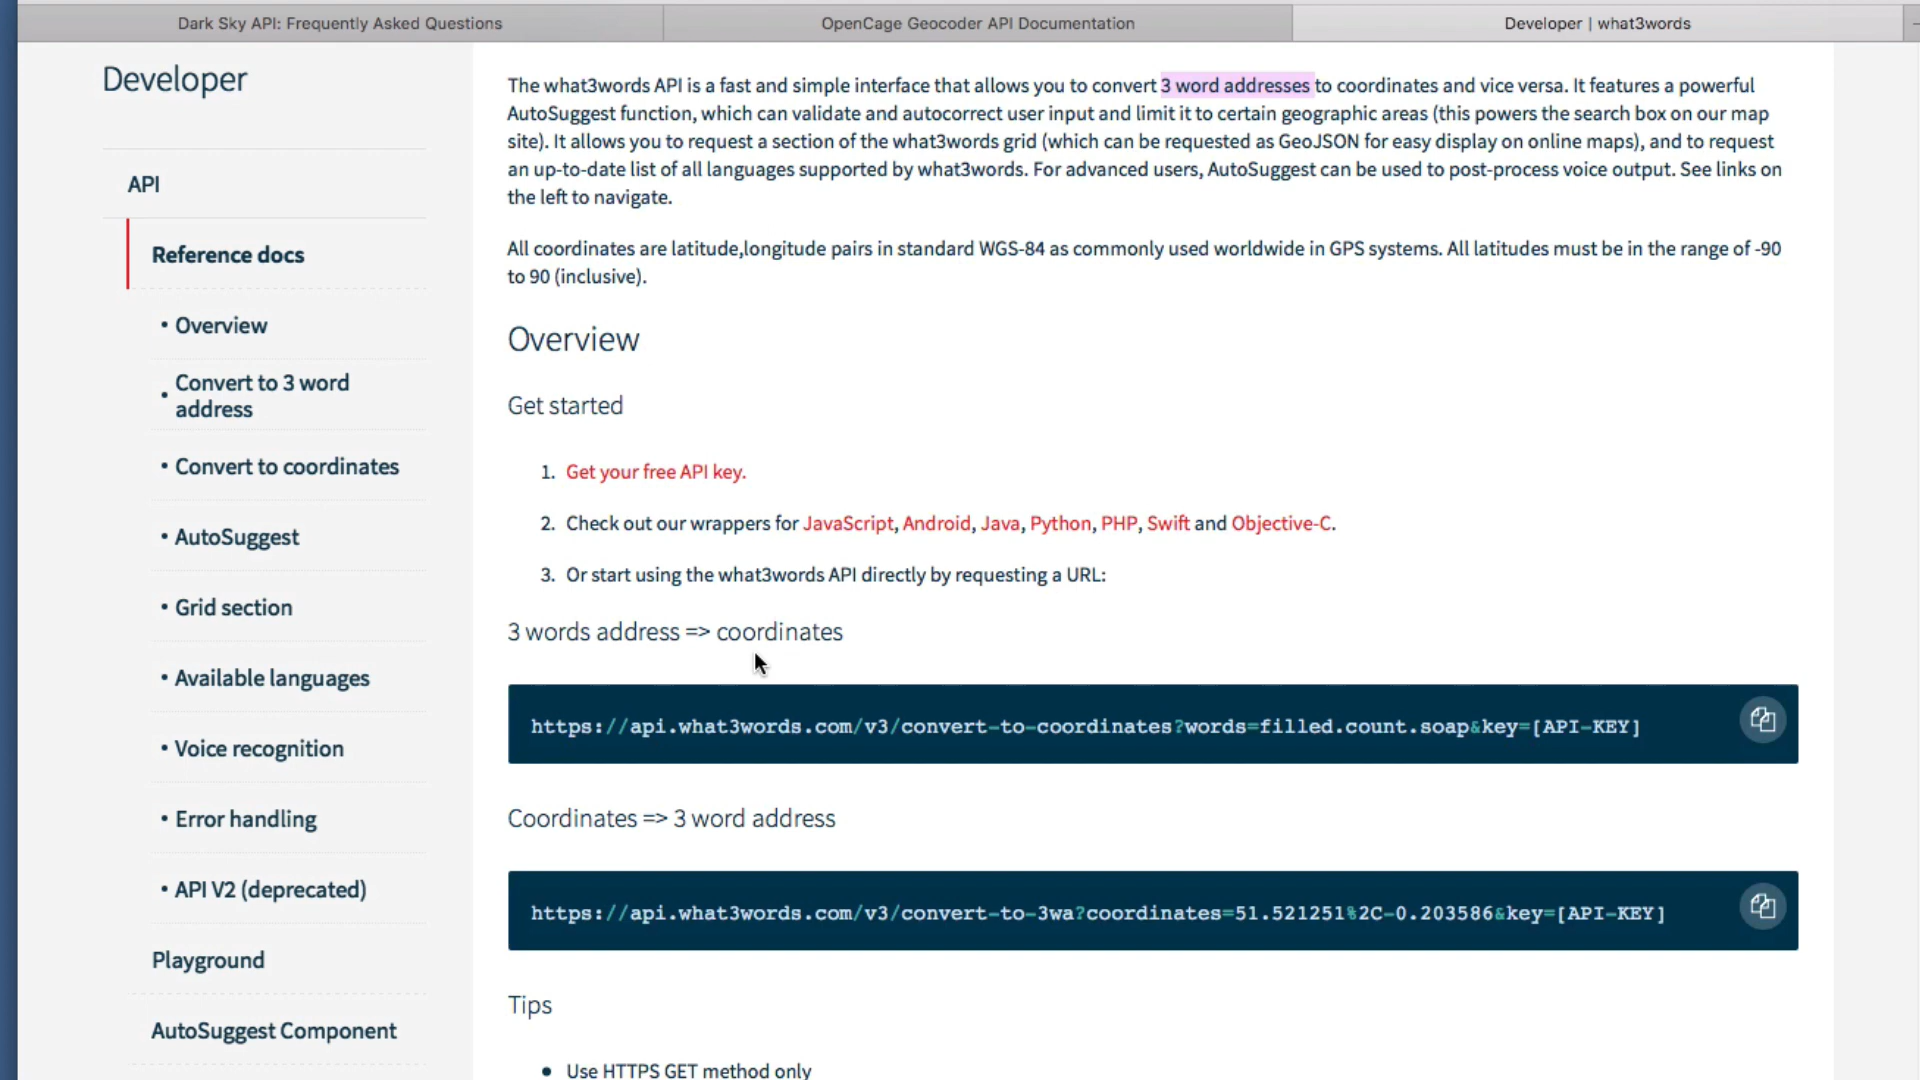 Dark Sky API: Frequently Asked Questions
OpenCage Geocoder API Documentation
Developer | what3words
Developer
API
Reference docs
• Overview
• Convert to 3 word
address
• Convert to coordinates
• AutoSuggest
• Grid section
• Available languages
• Voice recognition
• Error handling
• API V2 (deprecated)
Playground
AutoSuggest Component
The what3words API is a fast and simple interface that allows you to convert 3 word addresses to coordinates and vice versa. It features a powerful
AutoSuggest function, which can validate and autocorrect user input and limit it to certain geographic areas (this powers the search box on our map
site). It allows you to request a section of the what3words grid (which can be requested as GeoJSON for easy display on online maps), and to request
an up-to-date list of all languages supported by what3words. For advanced users, AutoSuggest can be used to post-process voice output. See links on
the left to navigate.
All coordinates are latitude,longitude pairs in standard WGS-84 as commonly used worldwide in GPS systems. All latitudes must be in the range of -90
to 90 (inclusive).
Overview
Get started
1. Get your free API key.
2. Check out our wrappers for JavaScript, Android, Java, Python, PHP, Swift and Objective-C.
3. Or start using the what3words API directly by requesting a URL:
3 words address => coordinates
https://api.what3words.com/v3/convert-to-coordinates?words=filled.count.soap&key=[API-KEY]
Coordinates => 3 word address
https://api.what3words.com/v3/convert-to-3wa?coordinates=51.521251%2C-0.203586&key=[API-KEY]
Tips
• Use HTTPS GET method only